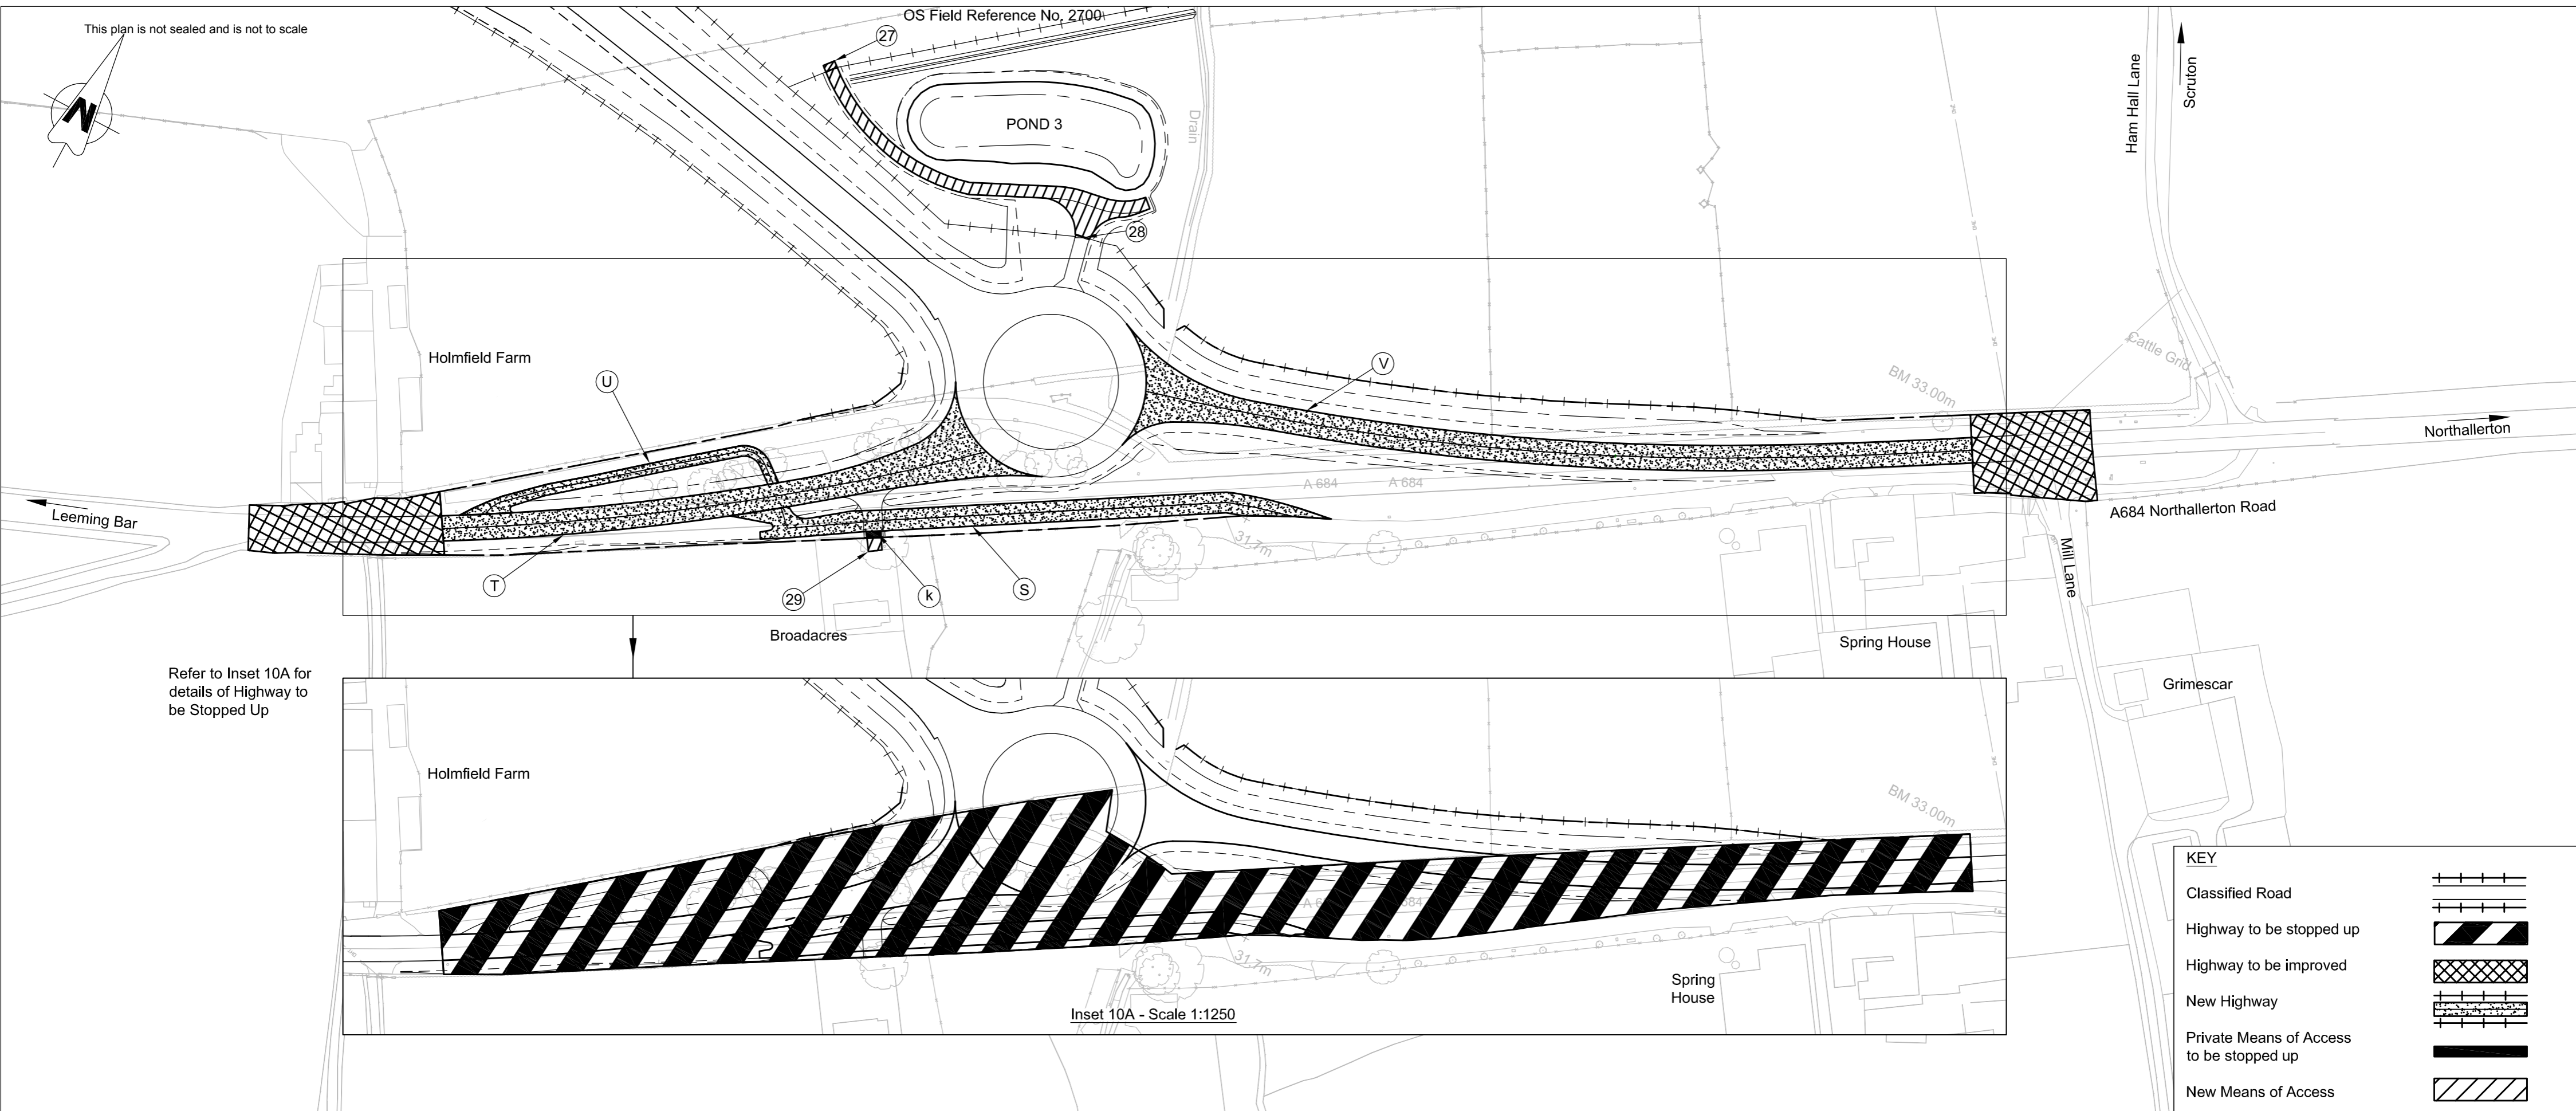 This plan is not sealed and is not to scale
N
OS Field Reference No. 2700
27
POND 3
Drain
28
Ham Hall Lane
Scruton
Holmfield Farm
U
V
BM 33.00m
Cattle Grid
Northallerton
Leeming Bar
A 684
A 684
A684 Northallerton Road
31.7m
T
29
k
S
Mill Lane
Broadacres
Spring House
Grimescar
Refer to Inset 10A for
details of Highway to
be Stopped Up
Holmfield Farm
BM 33.00m
A 6
684
31.7m
Spring
House
Inset 10A - Scale 1:1250
KEY
Classified Road
Highway to be stopped up
Highway to be improved
New Highway
Private Means of Access
to be stopped up
New Means of Access